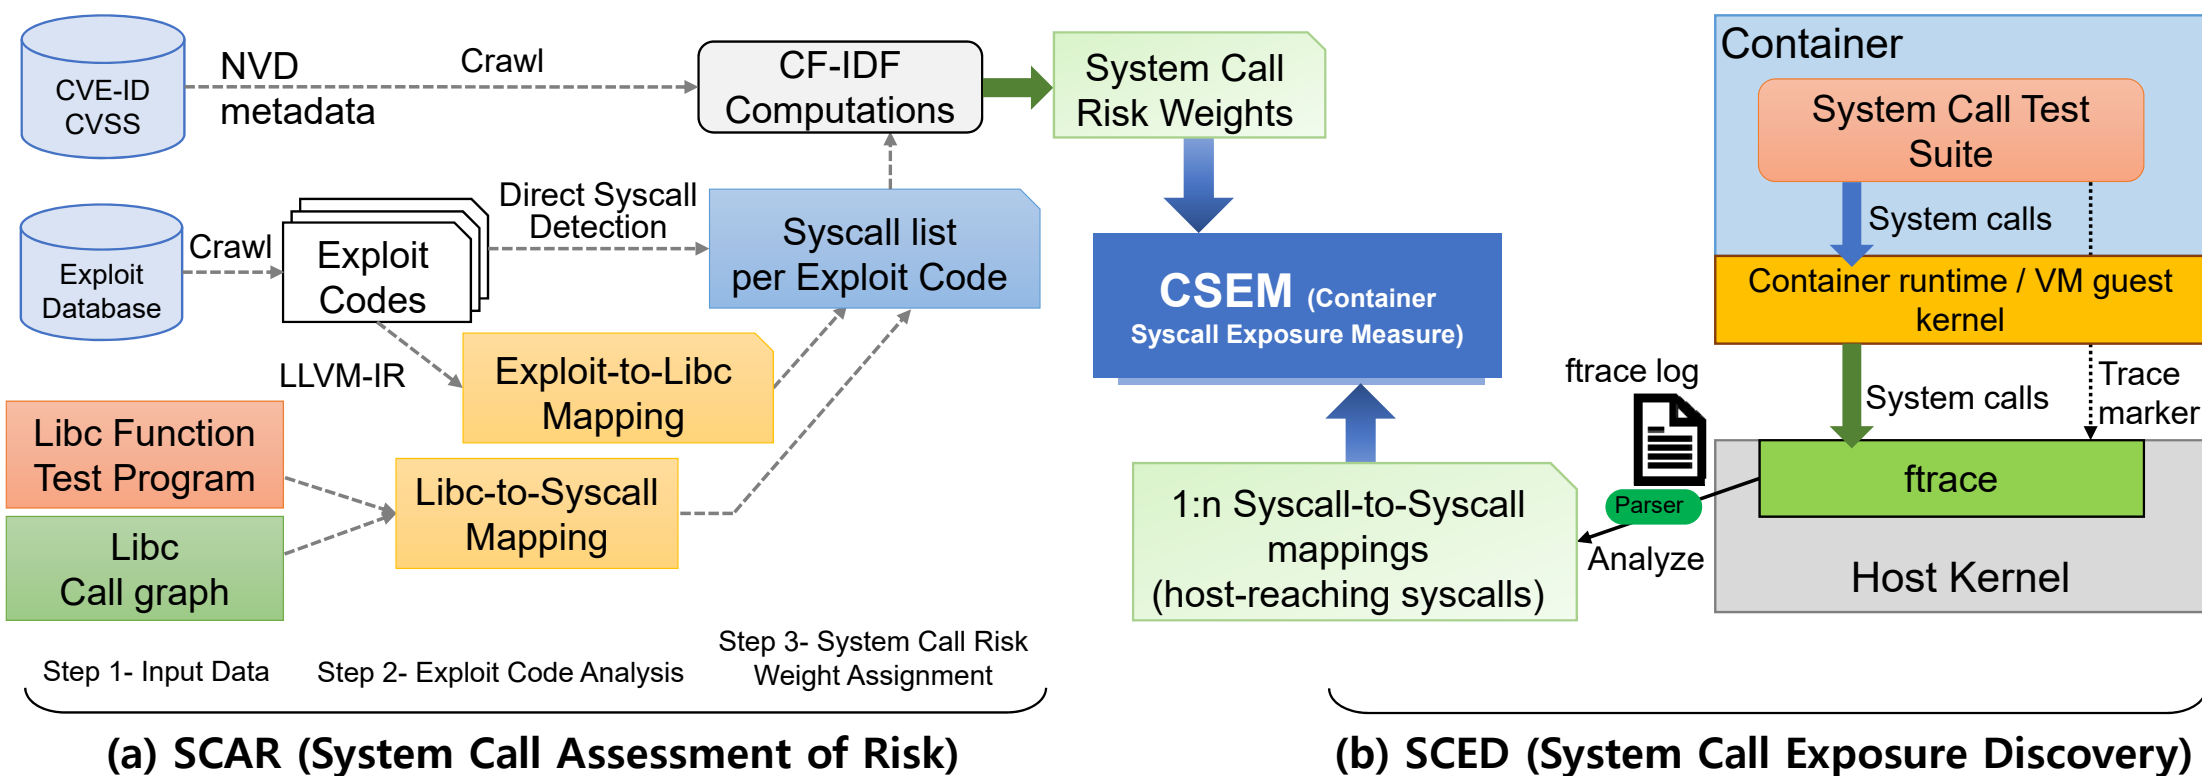 CVE-ID
CVSS
NVD
metadata
Crawl
CF-IDF
Computations
System Call
Risk Weights
Exploit
Database
Crawl
Exploit
Codes
Direct Syscall
Detection
Syscall list
per Exploit Code
LLVM-IR
Exploit-to-Libc
Mapping
Libc Function
Test Program
Libc
Call graph
Libc-to-Syscall
Mapping
Step 1- Input Data
Step 2- Exploit Code Analysis
Step 3- System Call Risk
Weight Assignment
(a) SCAR (System Call Assessment of Risk)
CSEM (Container
Syscall Exposure Measure)
1:n Syscall-to-Syscall
mappings
(host-reaching syscalls)
Container
System Call Test
Suite
System calls
Container runtime / VM guest
kernel
System calls
Trace
marker
ftrace log
Parser
Analyze
ftrace
Host Kernel
(b) SCED (System Call Exposure Discovery)